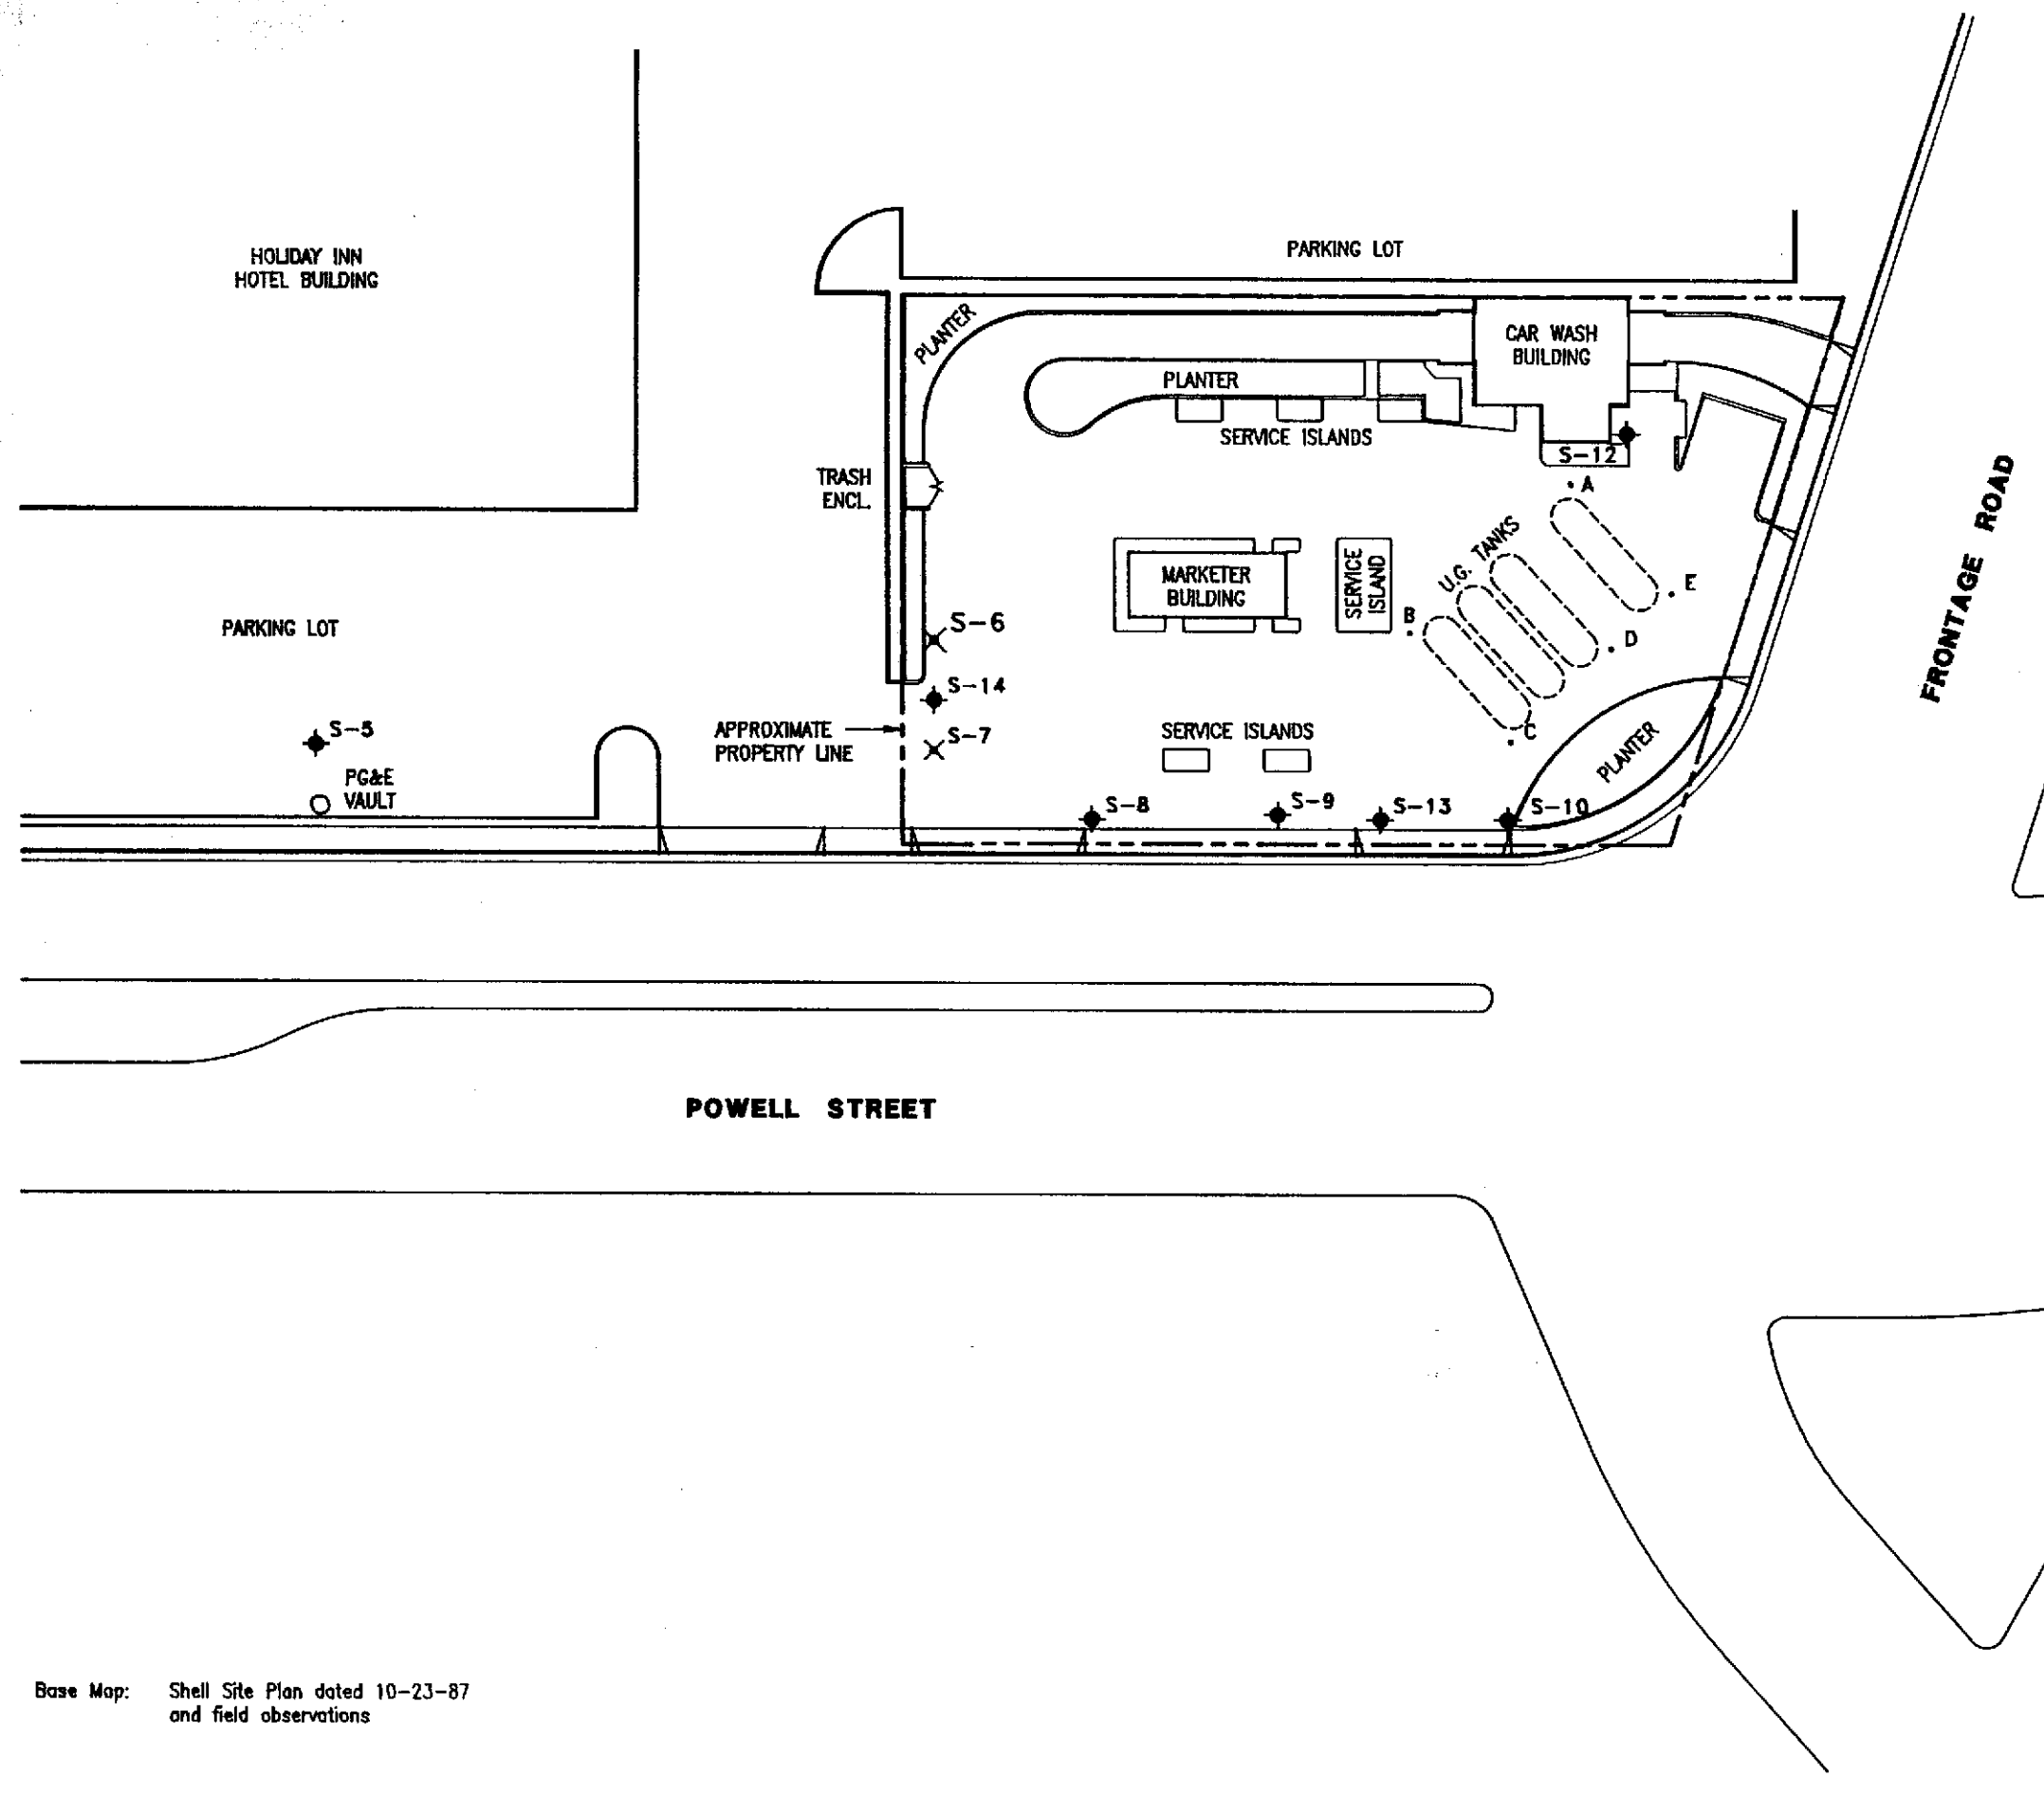 HOLIDAY INN
HOTEL BUILDING
PARKING LOT
PLANTER
CAR WASH
BUILDING
PLANTER
SERVICE ISLANDS
S-12
TRASH
ENCL.
A
U.G. TANKS
MARKETER
BUILDING
SERVICE
ISLAND
E
B
D
FRONTAGE ROAD
PARKING LOT
S-6
S-14
S-5
APPROXIMATE
PROPERTY LINE
S-7
SERVICE ISLANDS
C
PLANTER
PG&E
VAULT
S-8
S-9
S-13
S-10
POWELL STREET
Base Map: Shell Site Plan dated 10-23-87
and field observations